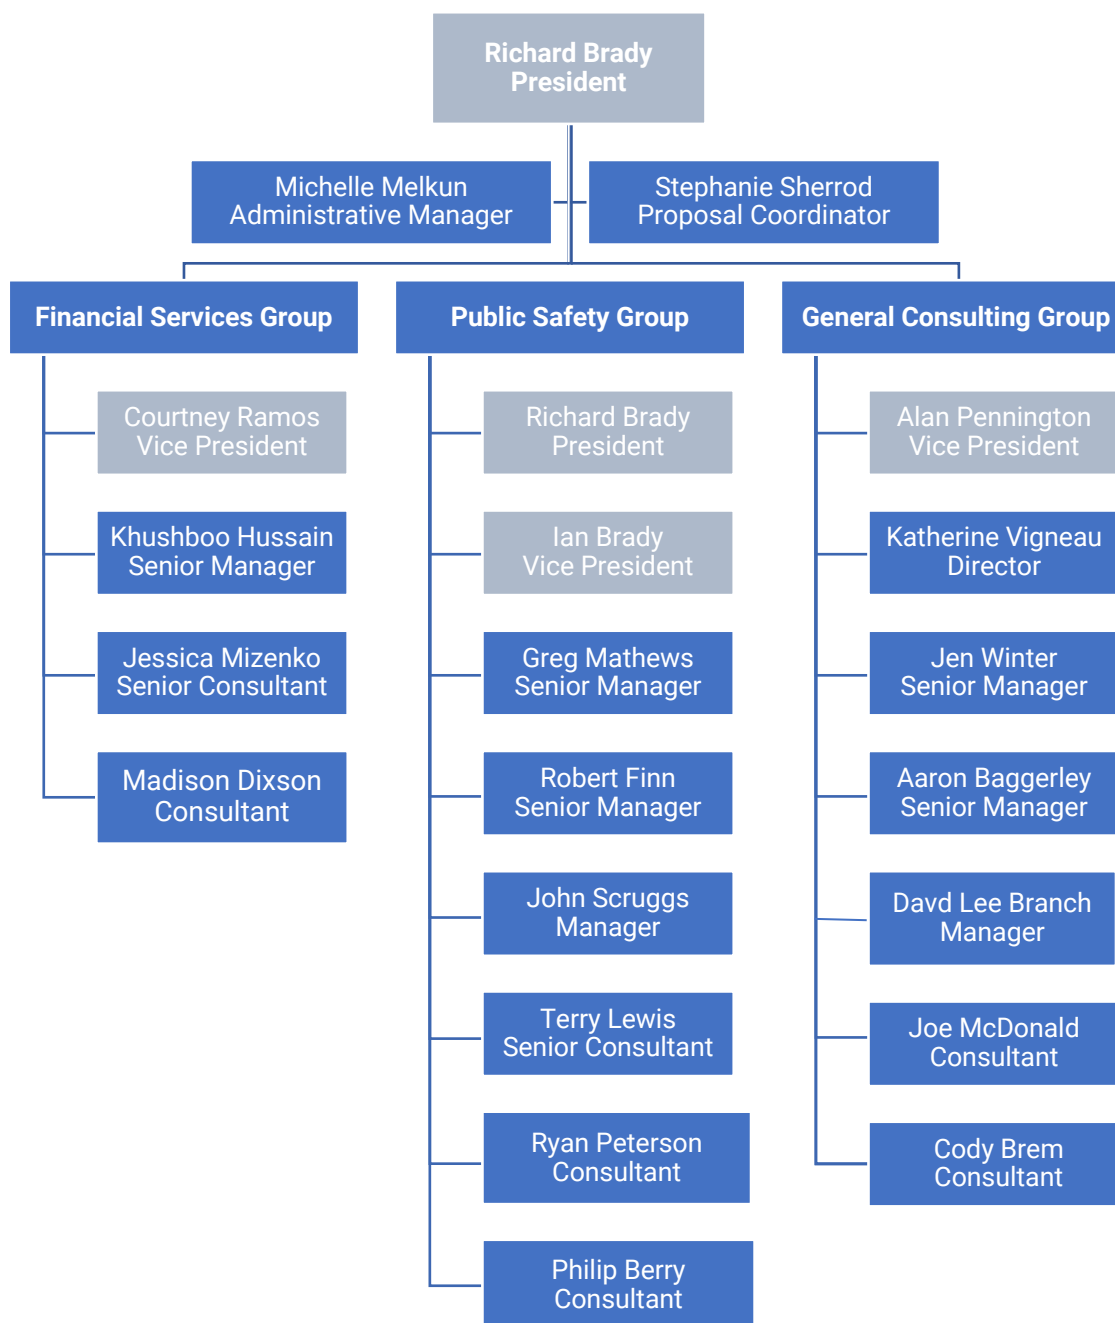 Richard Brady
President
Michelle Melkun
Administrative Manager
Stephanie Sherrod
Proposal Coordinator
Financial Services Group
Courtney Ramos
Vice President
Khushboo Hussain
Senior Manager
Jessica Mizenko
Senior Consultant
Madison Dixson
Consultant
Public Safety Group
Richard Brady
President
Ian Brady
Vice President
Greg Mathews
Senior Manager
Robert Finn
Senior Manager
John Scruggs
Manager
Terry Lewis
Senior Consultant
Ryan Peterson
Consultant
Philip Berry
Consultant
General Consulting Group
Alan Pennington
Vice President
Katherine Vigneau
Director
Jen Winter
Senior Manager
Aaron Baggerley
Senior Manager
Davd Lee Branch
Manager
Joe McDonald
Consultant
Cody Brem
Consultant